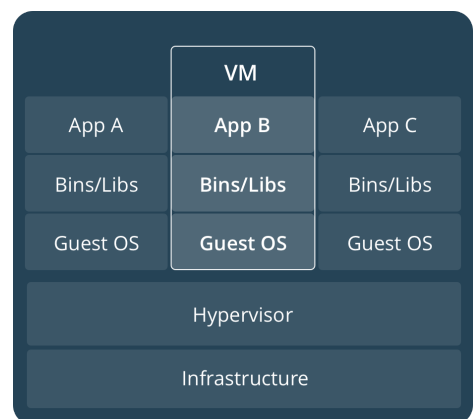 VM
App A App B App C
Bins/Libs Bins/Libs Bins/Libs
Guest OS Guest OS Guest OS
Hypervisor
Infrastructure